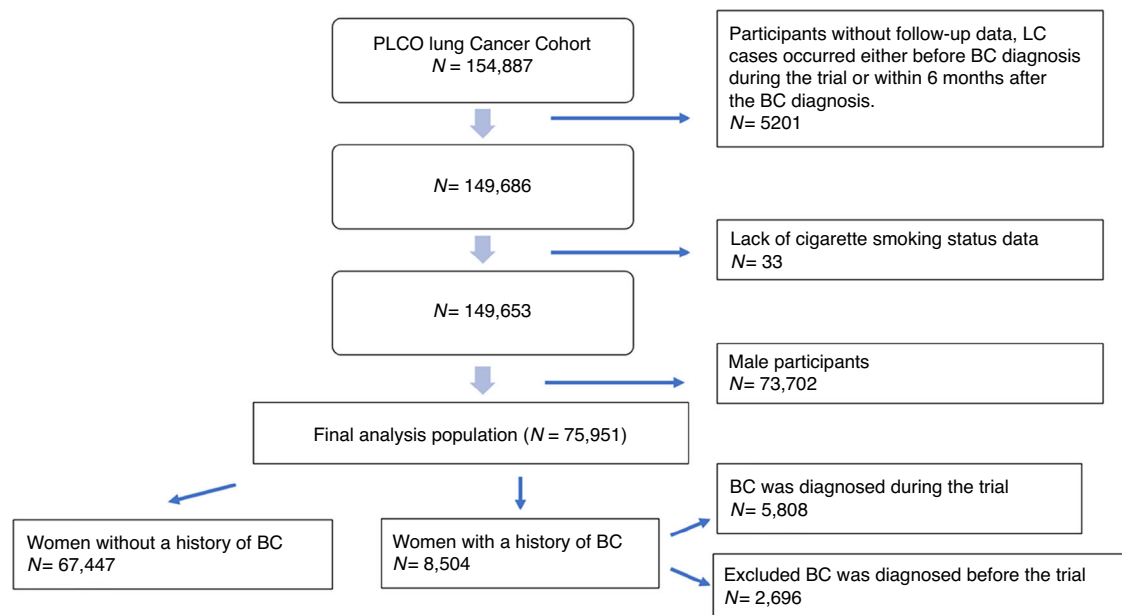 PLCO lung Cancer Cohort
N = 154,887
Participants without follow-up data, LC
cases occurred either before BC diagnosis
during the trial or within 6 months after
the BC diagnosis.
N= 5201
N= 149,686
Lack of cigarette smoking status data
N= 33
N= 149,653
Male participants
N= 73,702
Final analysis population (N = 75,951)
BC was diagnosed during the trial
N= 5,808
Women without a history of BC
N= 67,447
Women with a history of BC
N= 8,504
Excluded BC was diagnosed before the trial
N= 2,696